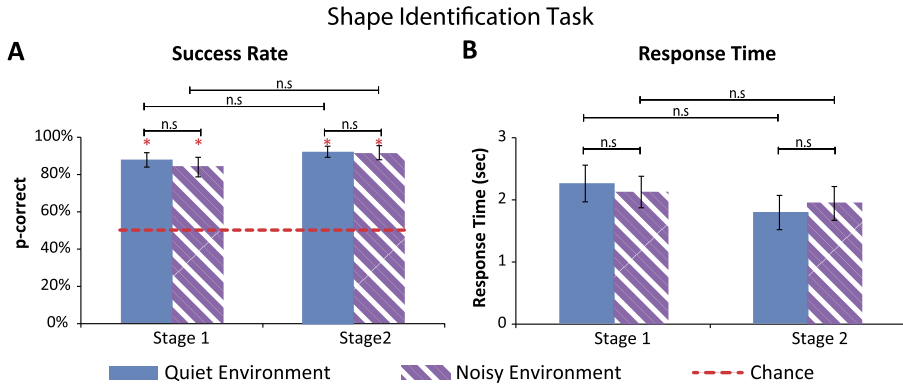 Shape Identification Task
A
Success Rate
B
Response Time
n.s
n.s
n.s
n.s
n.s
n.s
n.s
n.s
100%
80%
60%
40%
20%
0%
p-correct
* * * *
Stage 1
Stage2
3
2
1
0
Response Time (sec)
Stage 1
Stage 2
Quiet Environment
Noisy Environment
Chance